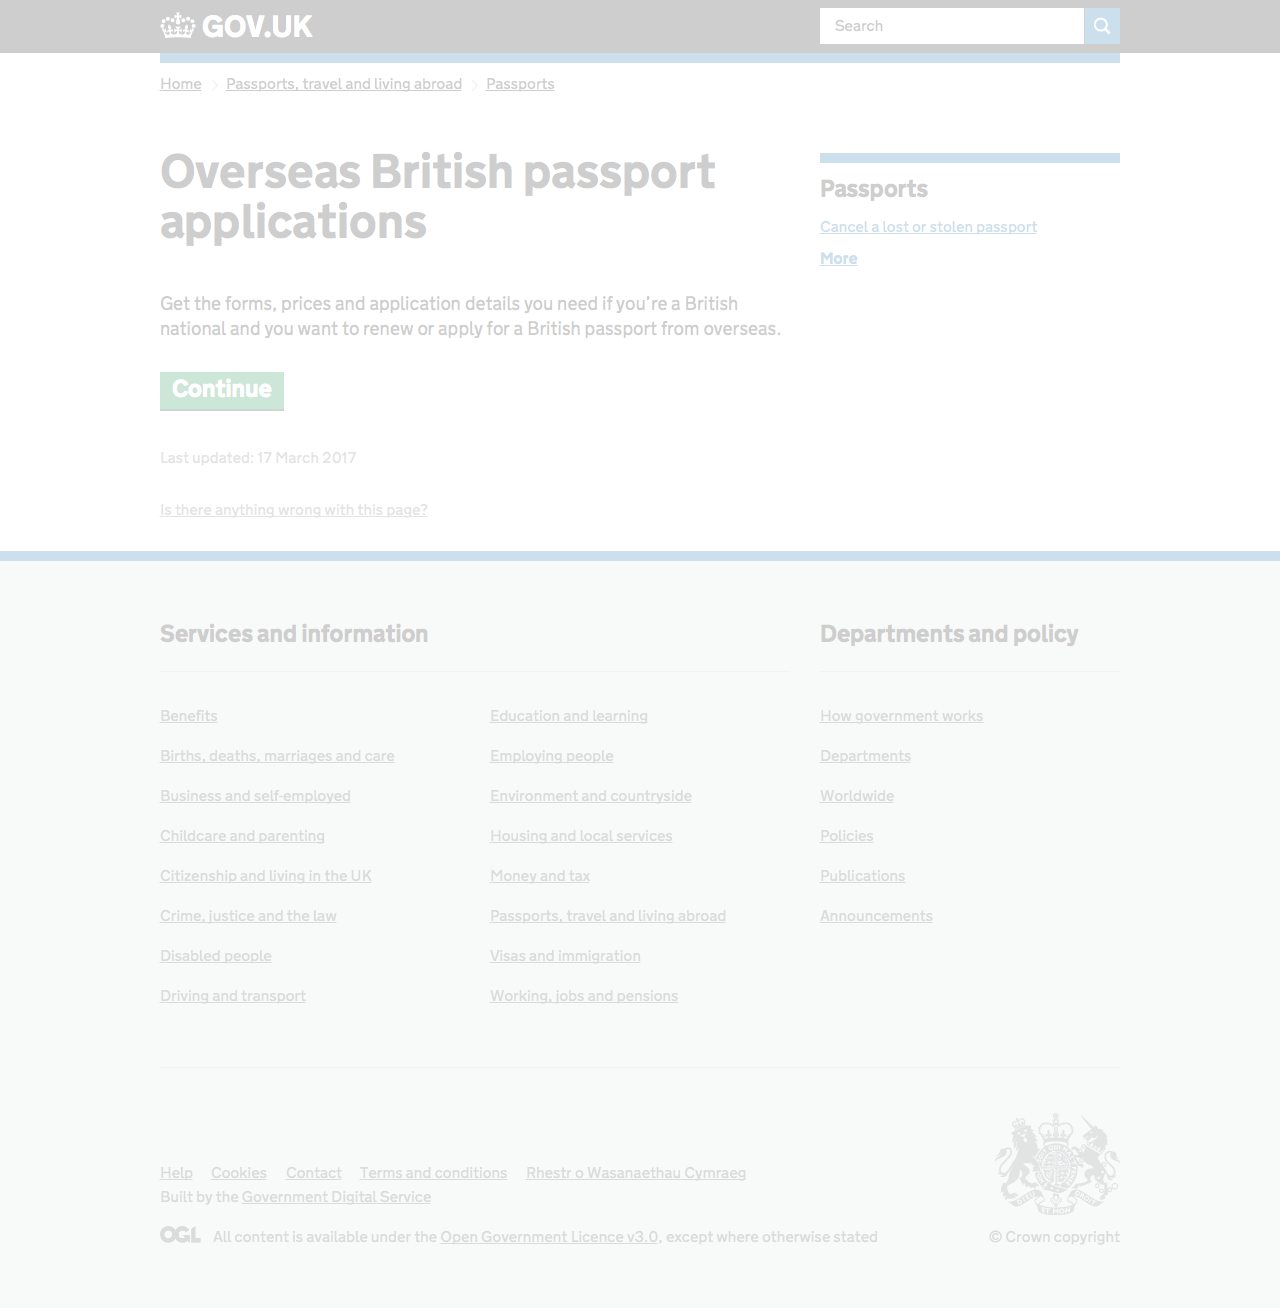 GOV.UK
Search
Home
Passports, travel and living abroad
Passports
Overseas British passport
applications
Get the forms, prices and application details you need if you’re a British
national and you want to renew or apply for a British passport from overseas.
Continue
Last updated: 17 March 2017
Is there anything wrong with this page?
Passports
Cancel a lost or stolen passport
More
Services and information
Benefits
Births, deaths, marriages and care
Business and self-employed
Childcare and parenting
Citizenship and living in the UK
Crime, justice and the law
Disabled people
Driving and transport
Education and learning
Employing people
Environment and countryside
Housing and local services
Money and tax
Passports, travel and living abroad
Visas and immigration
Working, jobs and pensions
Departments and policy
How government works
Departments
Worldwide
Policies
Publications
Announcements
Help Cookies Contact Terms and conditions Rhestr o Wasanaethau Cymraeg
Built by the Government Digital Service
OGL All content is available under the Open Government Licence v3.0, except where otherwise stated
© Crown copyright